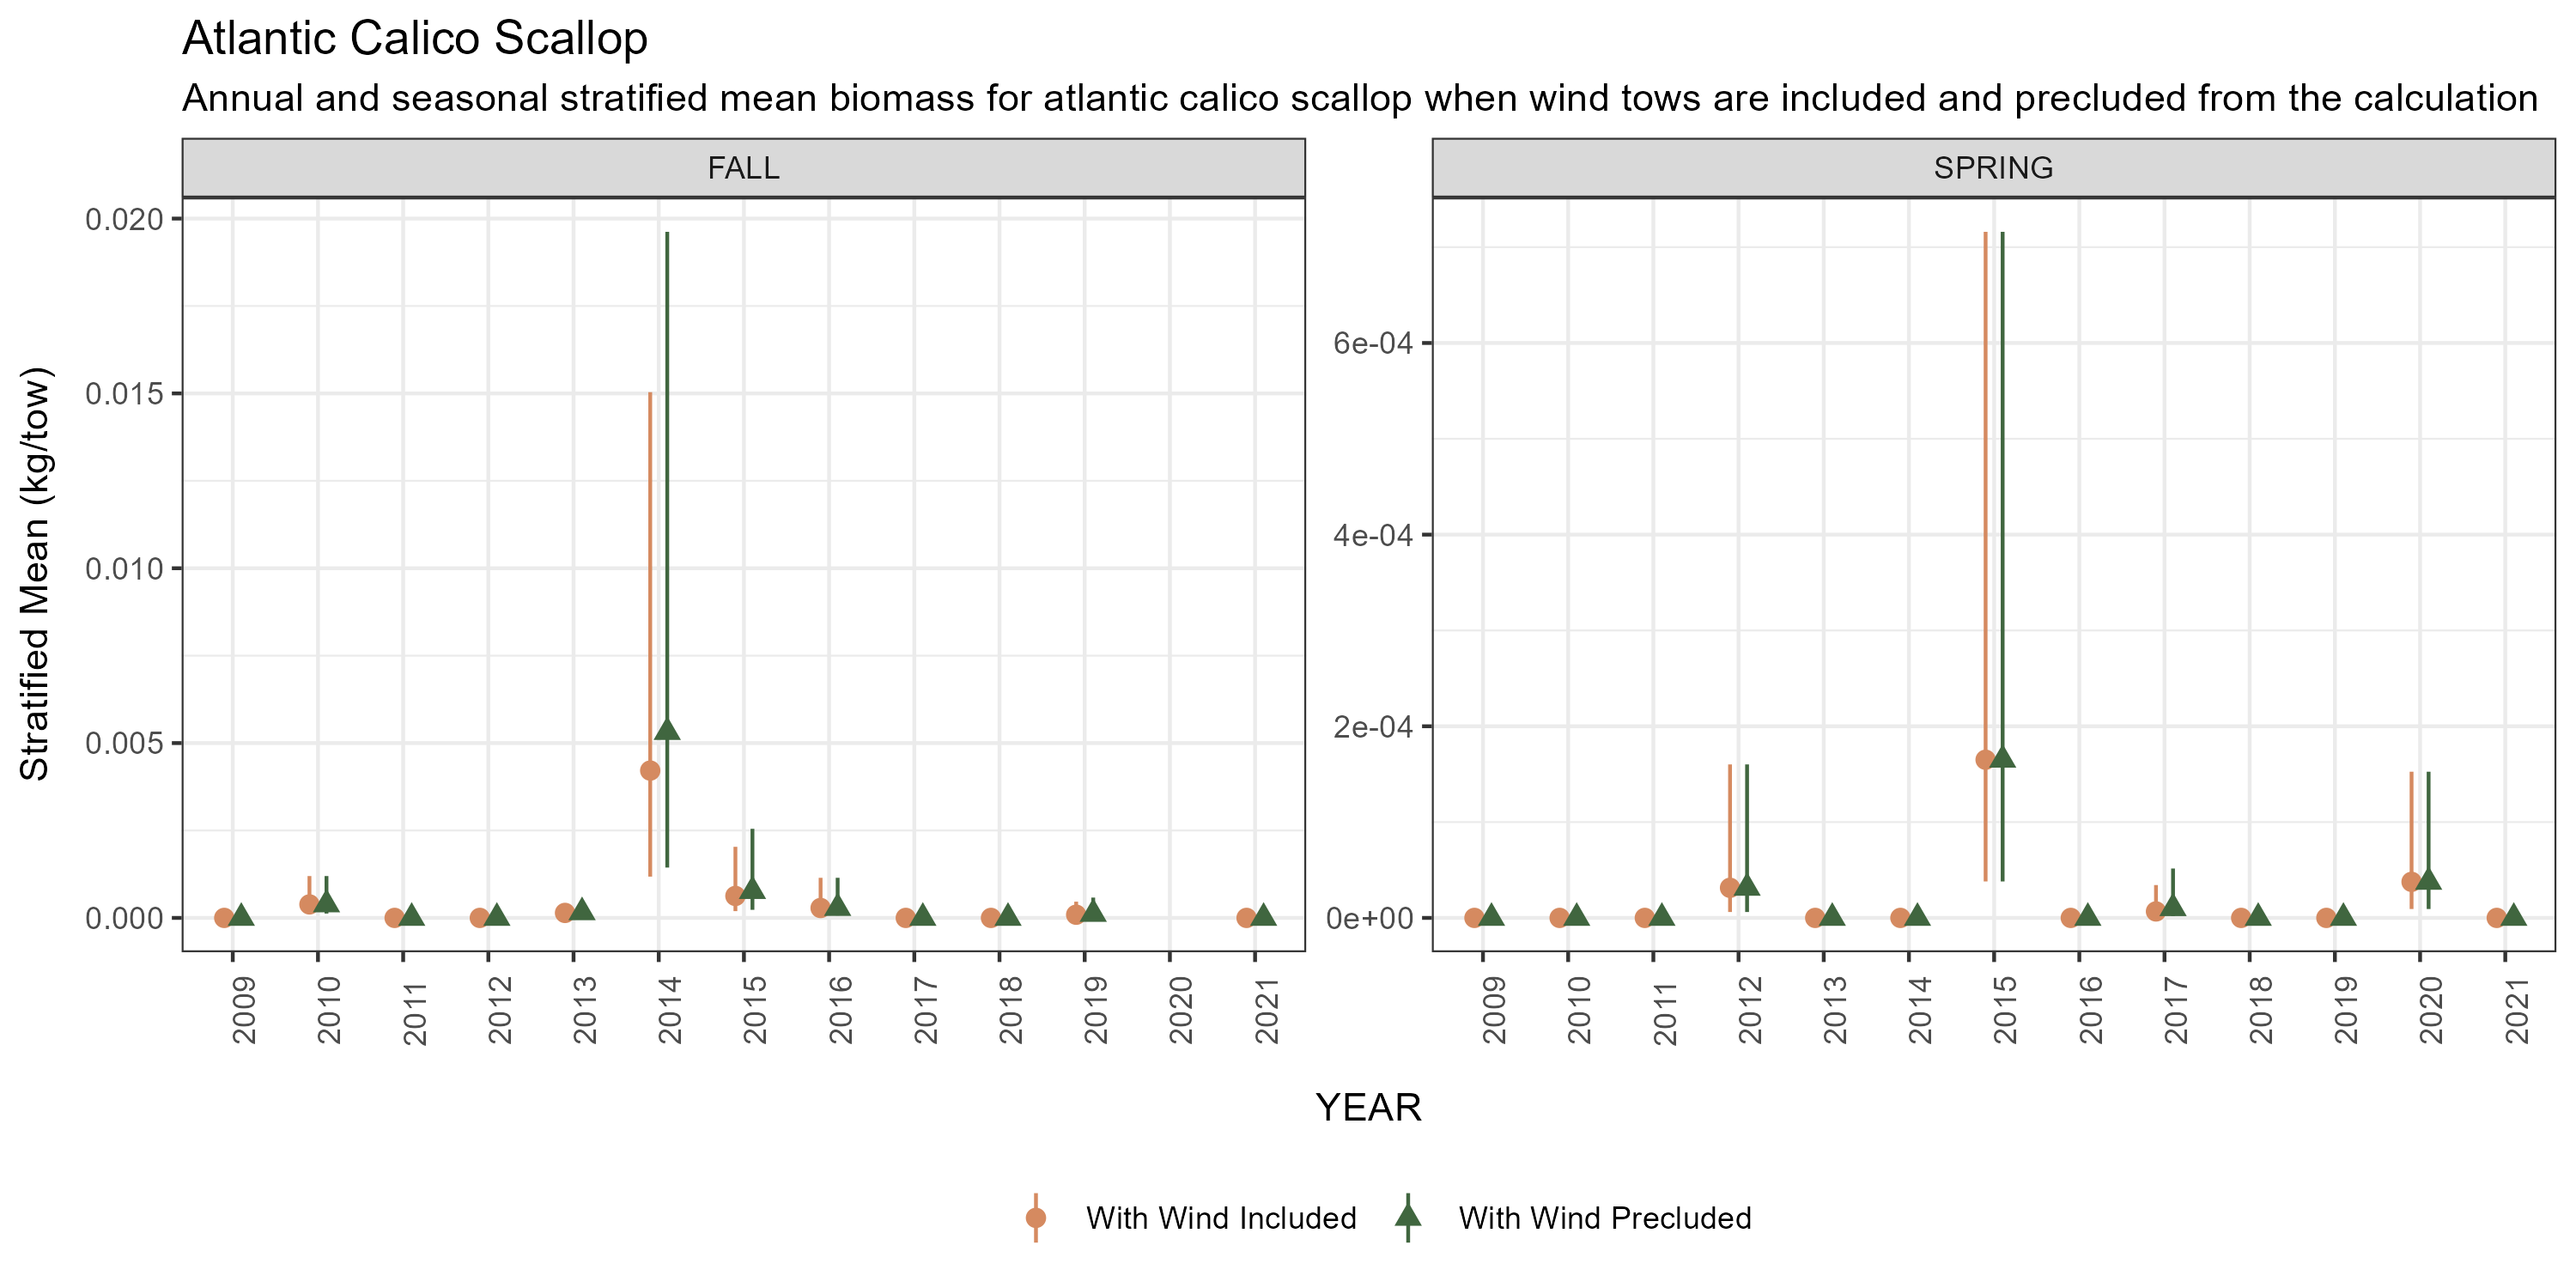 Atlantic Calico Scallop
Annual and seasonal stratified mean biomass for atlantic calico scallop when wind tows are included and precluded from the calculation
FALL
SPRING
Stratified Mean (kg/tow)
0.020
0.015
0.010
0.005
0.000
6e-04
4e-04
2e-04
0e+00
2009 2010 2011 2012 2013 2014 2015 2016 2017 2018 2019 2020 2021
2009 2010 2011 2012 2013 2014 2015 2016 2017 2018 2019 2020 2021
YEAR
With Wind Included With Wind Precluded